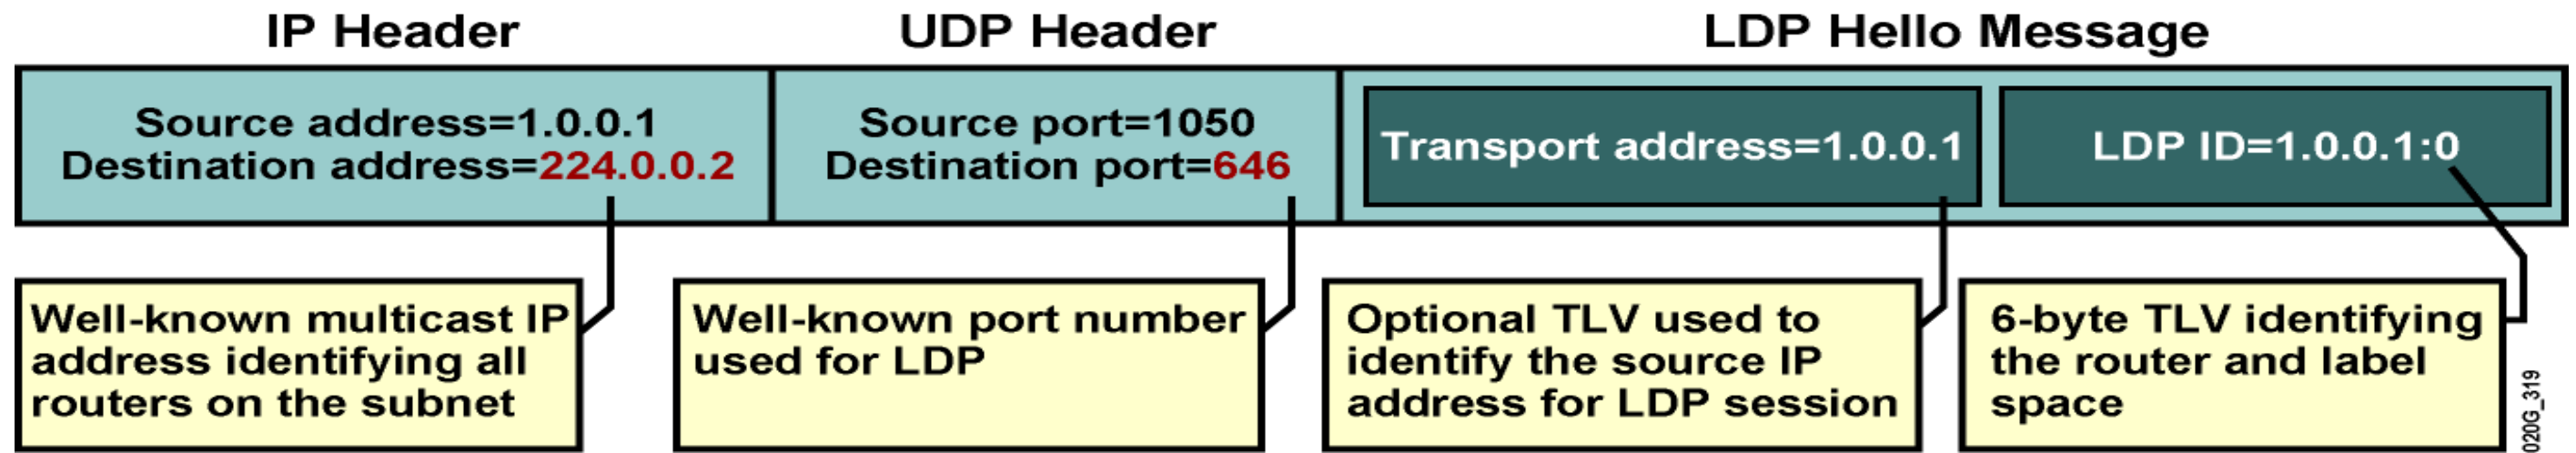 IP Header
UDP Header
LDP Hello Message
Source address=1.0.0.1
Destination address=224.0.0.2
Source port=1050
Destination port=646
Transport address=1.0.0.1
LDP ID=1.0.0.1:0
Well-known multicast IP
address identifying all
routers on the subnet
Well-known port number
used for LDP
Optional TLV used to
identify the source IP
address for LDP session
6-byte TLV identifying
the router and label
space
020G_319